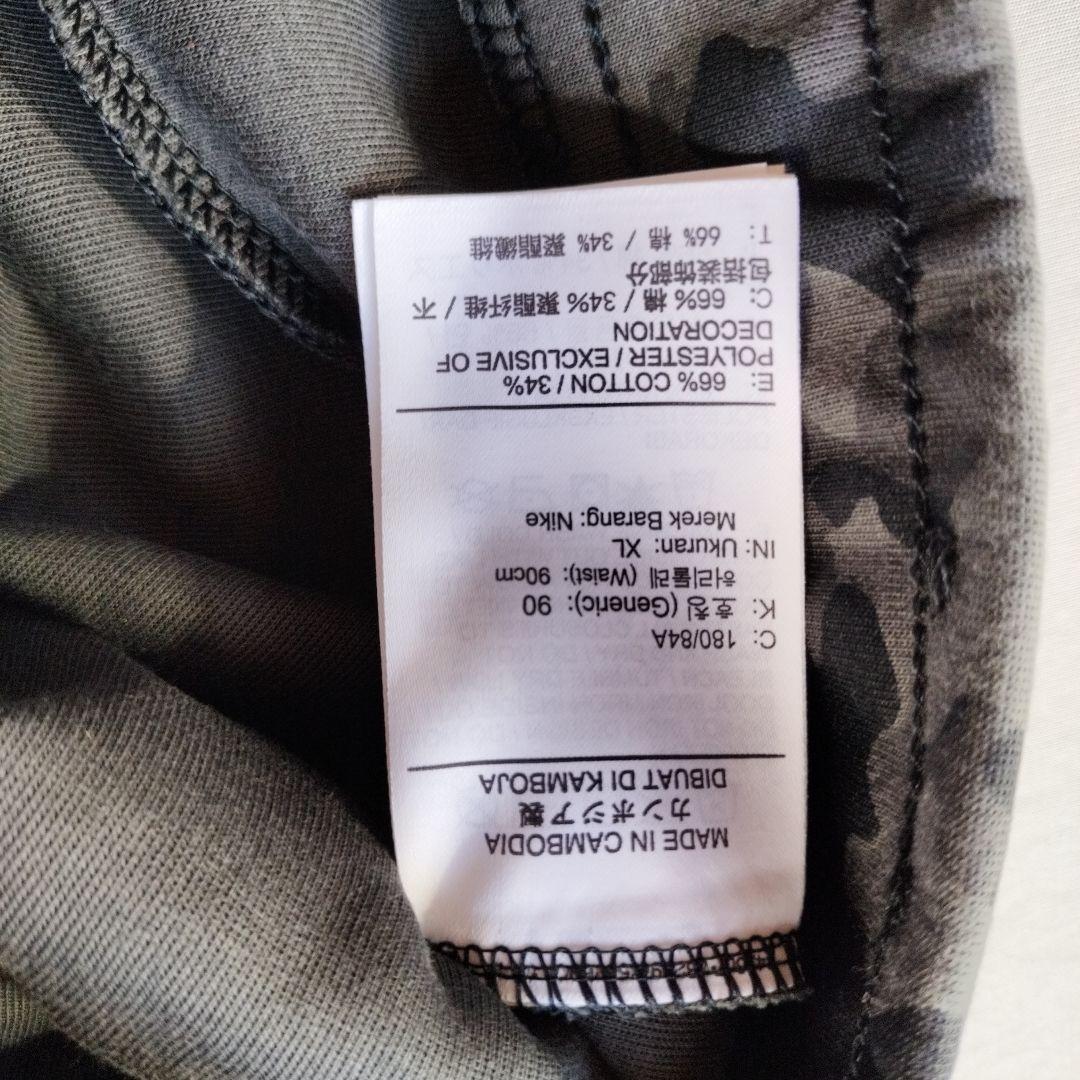 MADE IN CAMBODIA
カンボジア製
DIBUAT DI KAMBOJA
C: 180/84A
K: 호칭 (Generic): 90
허리둘레 (Waist): 90cm
IN: Ukuran: XL
Merek Barang: Nike
E: 66% COTTON / 34%
POLYESTER / EXCLUSIVE OF
DECORATION
C: 66% 棉 / 34% 聚酯纤维 / 不
包括装饰部分
T: 66% 棉 / 34% 聚酯纖維